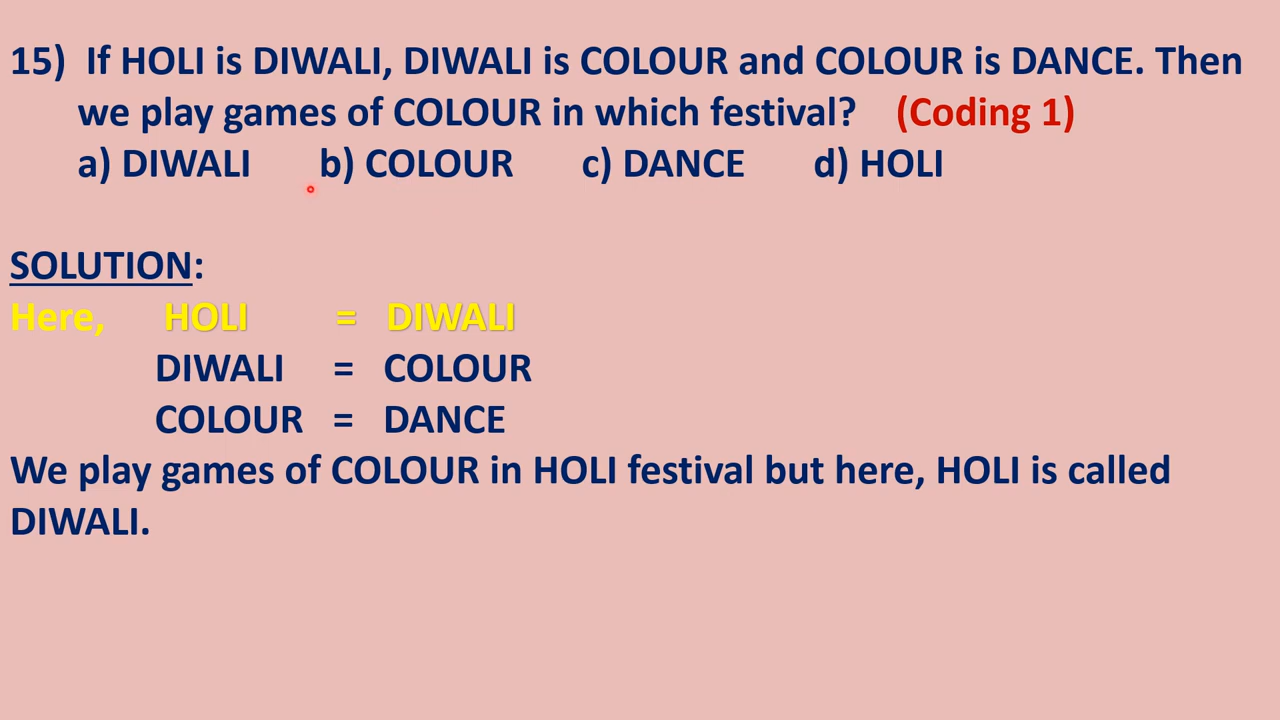 15) If HOLI is DIWALI, DIWALI is COLOUR and COLOUR is DANCE. Then
we play games of COLOUR in which festival? (Coding 1)
a) DIWALI b) COLOUR c) DANCE d) HOLI
SOLUTION:
Here, HOLI = DIWALI
DIWALI = COLOUR
COLOUR = DANCE
We play games of COLOUR in HOLI festival but here, HOLI is called
DIWALI.